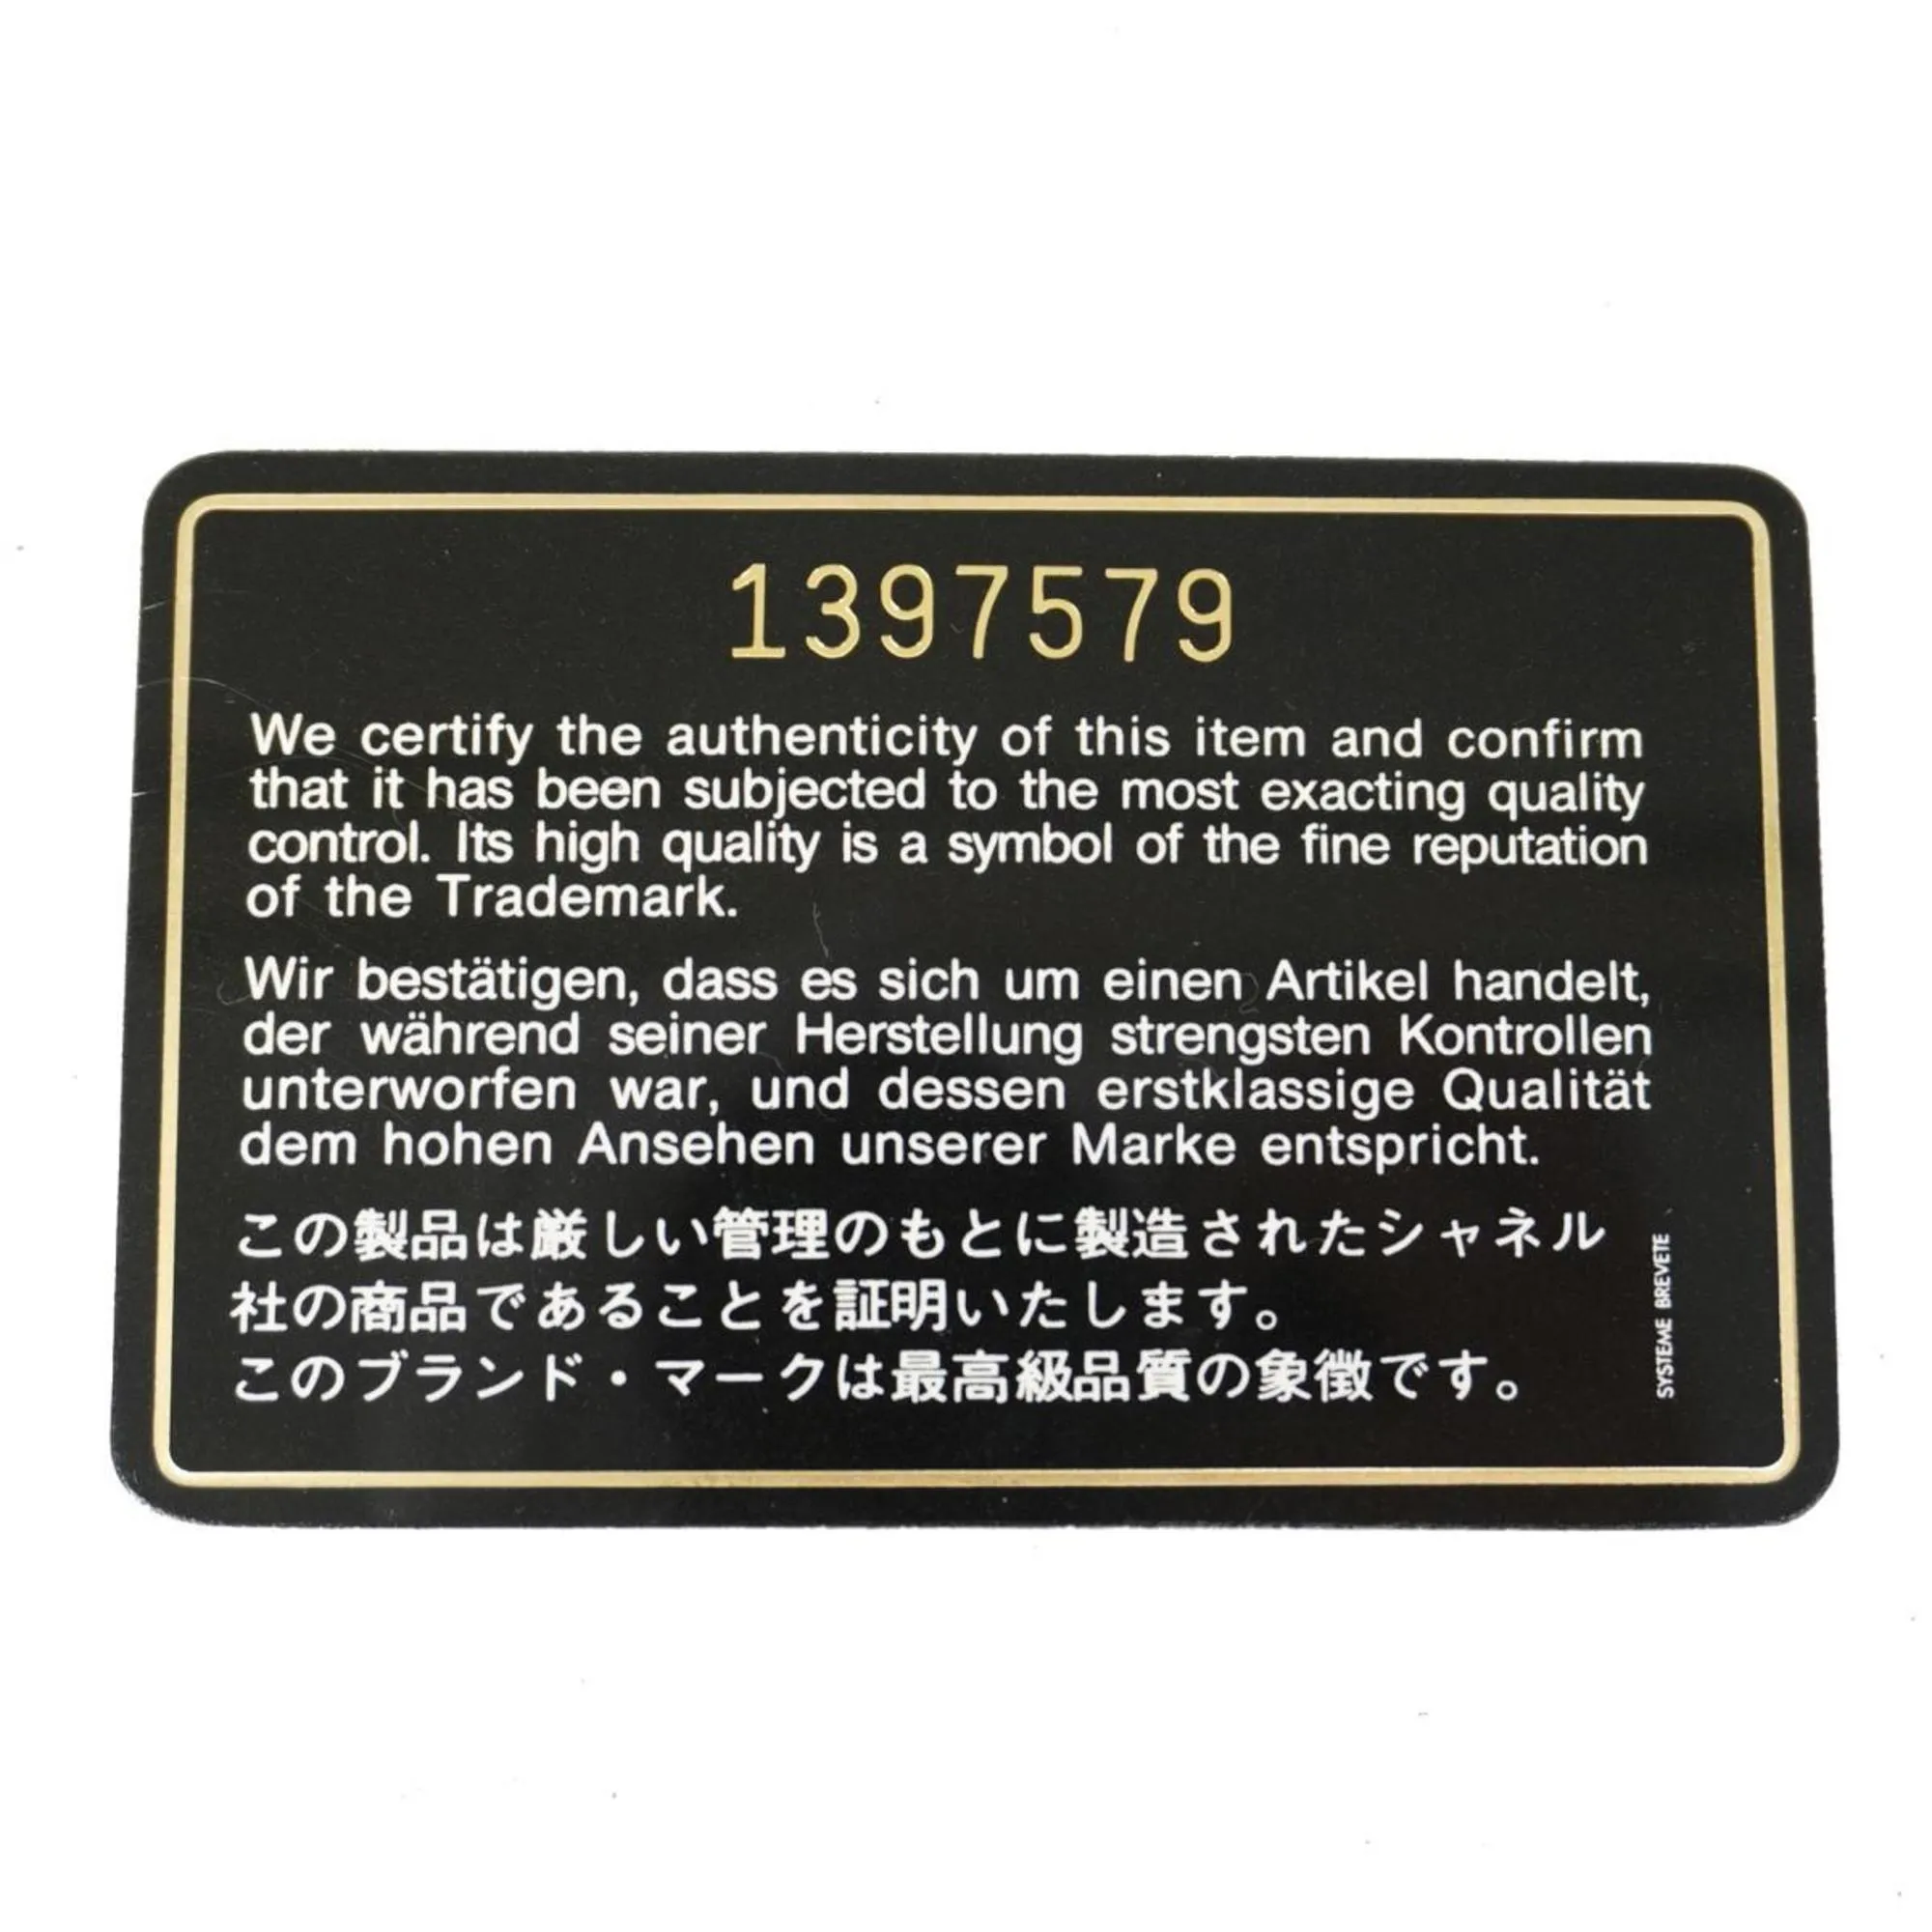 1397579
We certify the authenticity of this item and confirm
that it has been subjected to the most exacting quality
control. Its high quality is a symbol of the fine reputation
of the Trademark.
Wir bestätigen, dass es sich um einen Artikel handelt,
der während seiner Herstellung strengsten Kontrollen
unterworfen war, und dessen erstklassige Qualität
dem hohen Ansehen unserer Marke entspricht.
この製品は厳しい管理のもとに製造されたシャネル
社の商品であることを証明いたします。
このブランド・マークは最高級品質の象徴です。
SYSTEME BREVETE